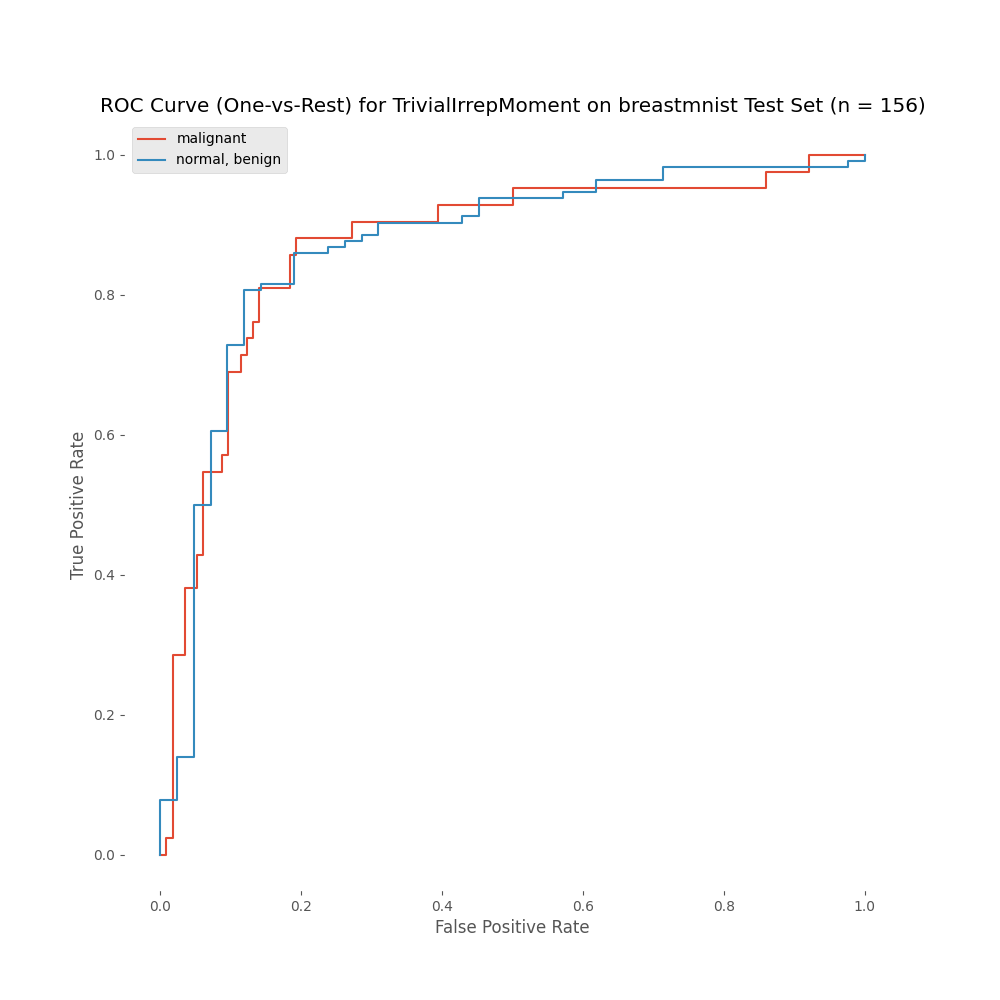 ROC Curve (One-vs-Rest) for TrivialIrrepMoment on breastmnist Test Set (n = 156)
malignant
normal, benign
1.0
0.8
0.6
0.4
0.2
0.0
True Positive Rate
0.0 0.2 0.4 0.6 0.8 1.0
False Positive Rate